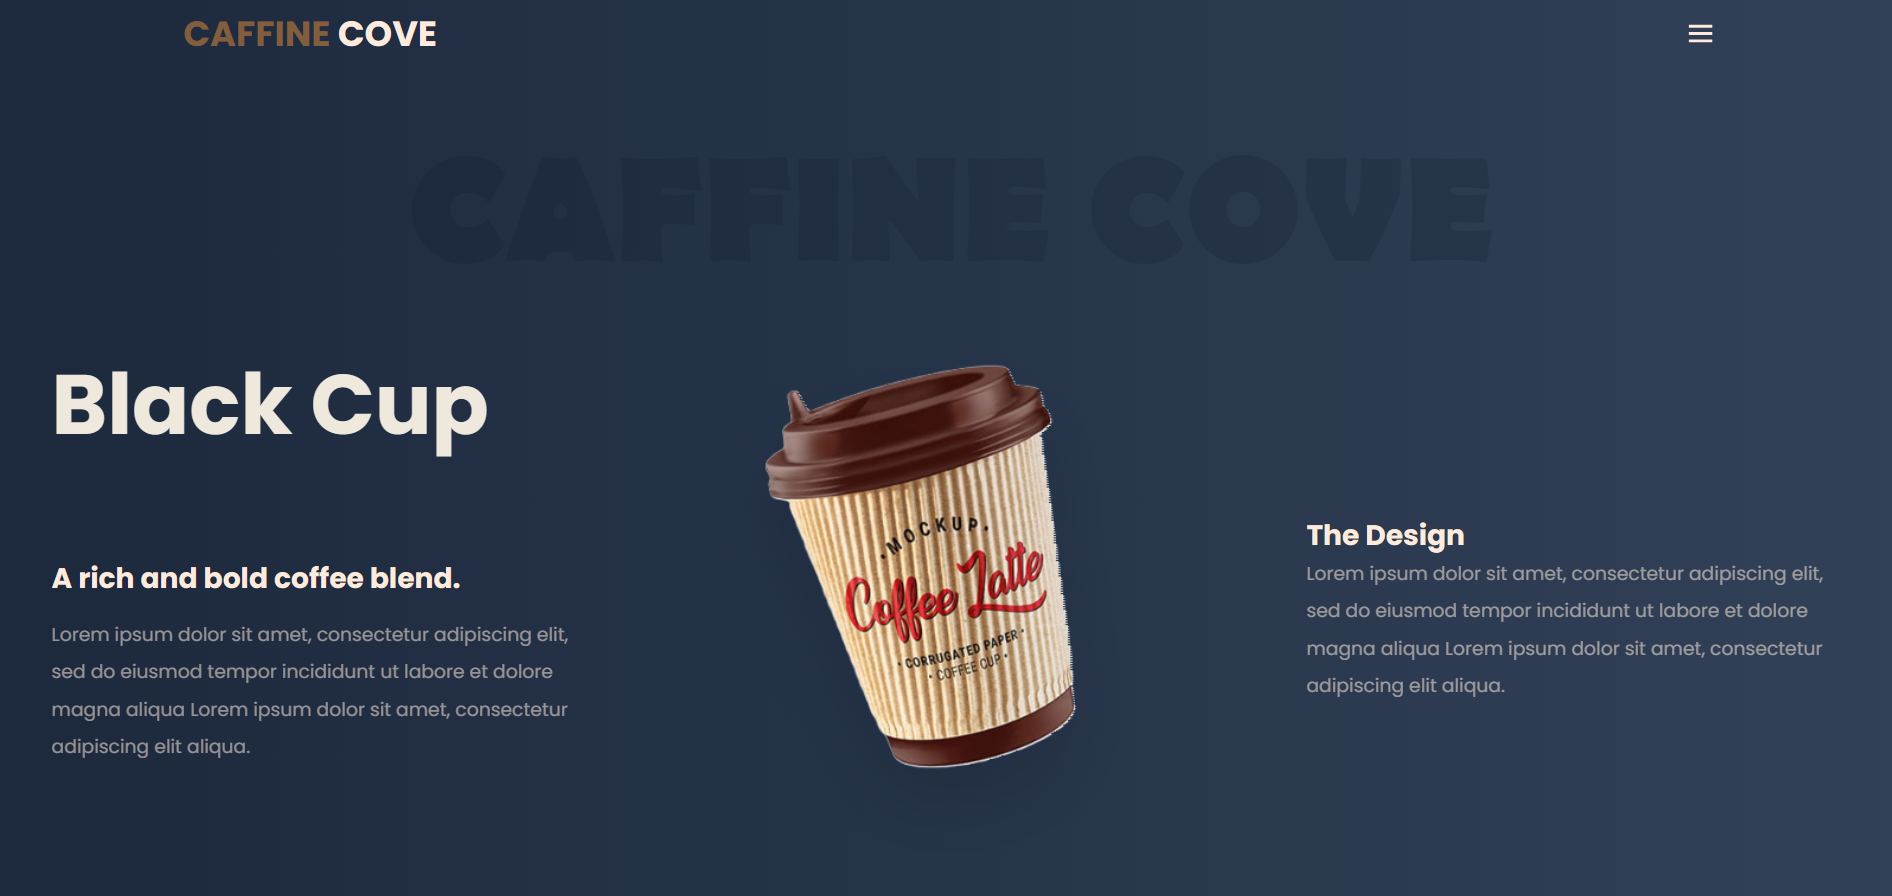 CAFFINE COVE
CAFFINE COVE
Black Cup
A rich and bold coffee blend.
Lorem ipsum dolor sit amet, consectetur adipiscing elit,
sed do eiusmod tempor incididunt ut labore et dolore
magna aliqua Lorem ipsum dolor sit amet, consectetur
adipiscing elit aliqua.
.MOCKUP.
Coffee Latte
· CORRUGATED PAPER ·
· COFFEE CUP ·
The Design
Lorem ipsum dolor sit amet, consectetur adipiscing elit,
sed do eiusmod tempor incididunt ut labore et dolore
magna aliqua Lorem ipsum dolor sit amet, consectetur
adipiscing elit aliqua.